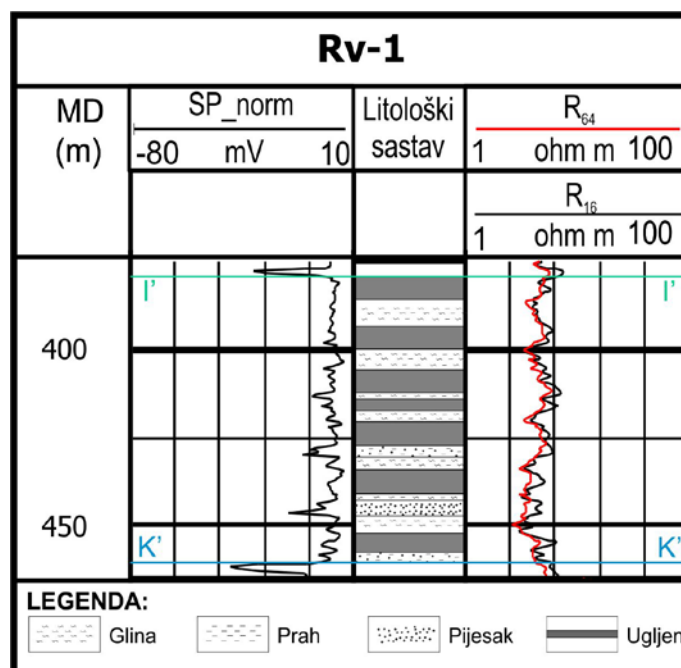 Rv-1
MD
(m)
SP_norm
-80 mV 10
Litološki
sastav
R64
1 ohm m 100
R16
1 ohm m 100
I' I'
400
450
K' K'
LEGENDA:
Glina Prah Pijesak Ugljen